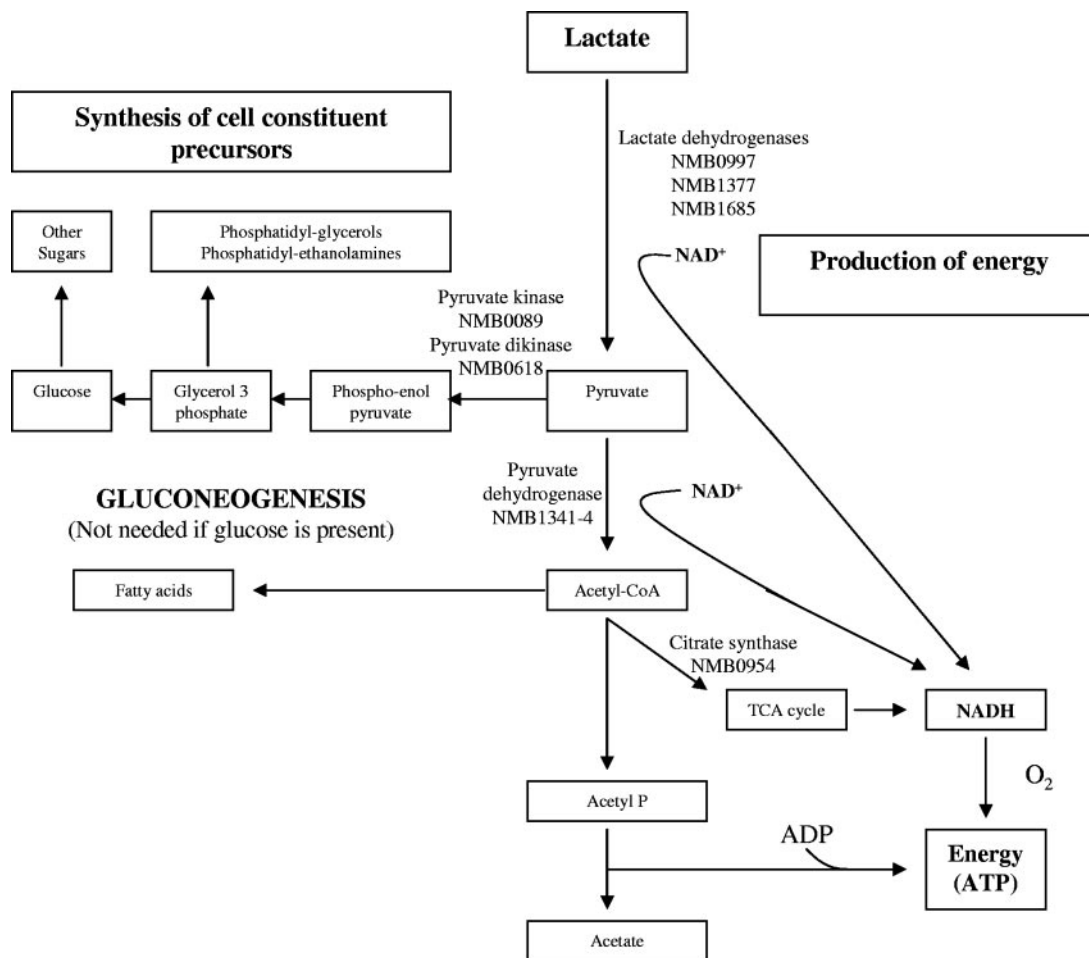 Lactate
Synthesis of cell constituent
precursors
Lactate dehydrogenases
NMB0997
NMB1377
NMB1685
Other
Sugars
Phosphatidyl-glycerols
Phosphatidyl-ethanolamines
NAD⁺
Production of energy
Pyruvate kinase
NMB0089
Pyruvate dikinase
NMB0618
Glucose
Glycerol 3
phosphate
Phospho-enol
pyruvate
Pyruvate
GLUCONEOGENESIS
(Not needed if glucose is present)
Pyruvate
dehydrogenase
NMB1341-4
NAD⁺
Fatty acids
Acetyl-CoA
Citrate synthase
NMB0954
TCA cycle
NADH
O₂
Acetyl P
ADP
Energy
(ATP)
Acetate